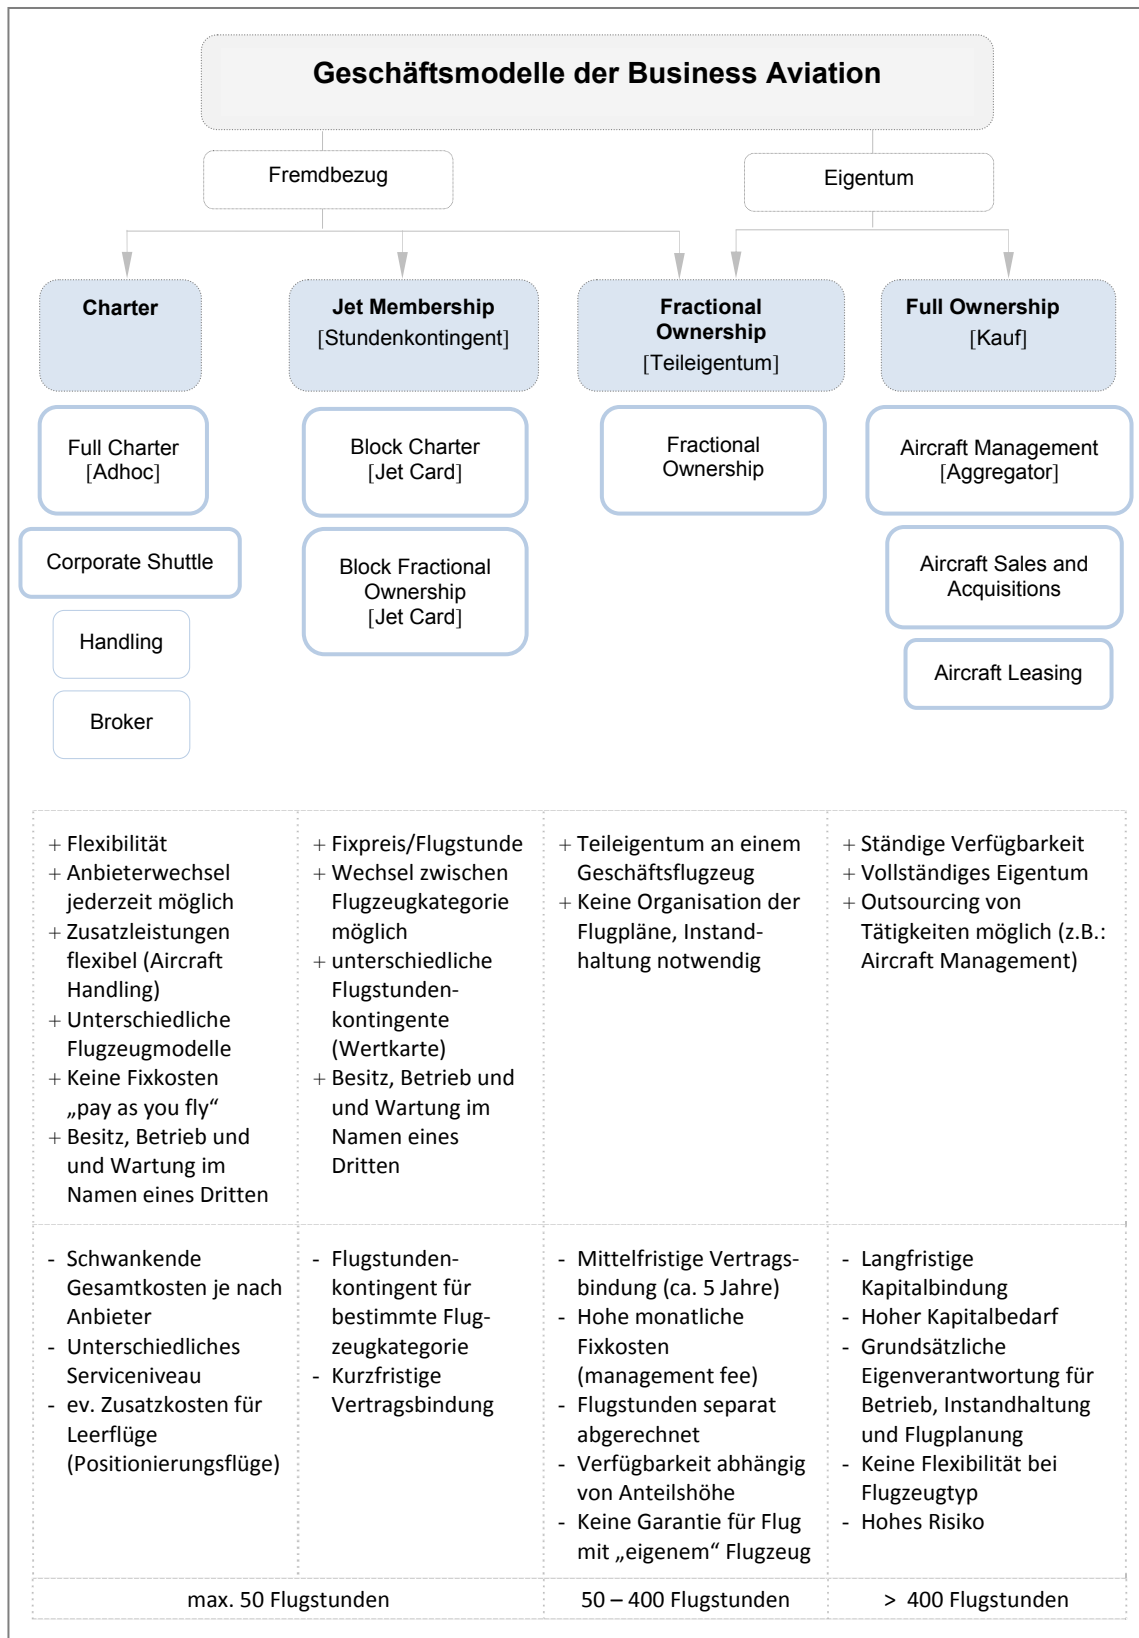 Geschäftsmodelle der Business Aviation
Fremdbezug
Eigentum
Charter
Jet Membership
[Stundenkontingent]
Fractional
Ownership
[Teileigentum]
Full Ownership
[Kauf]
Full Charter
[Adhoc]
Corporate Shuttle
Handling
Broker
Block Charter
[Jet Card]
Block Fractional
Ownership
[Jet Card]
Fractional
Ownership
Aircraft Management
[Aggregator]
Aircraft Sales and
Acquisitions
Aircraft Leasing
+ Flexibilität
+ Anbieterwechsel
jederzeit möglich
+ Zusatzleistungen
flexibel (Aircraft
Handling)
+ Unterschiedliche
Flugzeugmodelle
+ Keine Fixkosten
„pay as you fly“
+ Besitz, Betrieb und
und Wartung im
Namen eines Dritten
+ Fixpreis/Flugstunde
+ Wechsel zwischen
Flugzeugkategorie
möglich
+ unterschiedliche
Flugstunden-
kontingente
(Wertkarte)
+ Besitz, Betrieb und
und Wartung im
Namen eines
Dritten
+ Teileigentum an einem
Geschäftsflugzeug
+ Keine Organisation der
Flugpläne, Instand-
haltung notwendig
+ Ständige Verfügbarkeit
+ Vollständiges Eigentum
+ Outsourcing von
Tätigkeiten möglich (z.B.:
Aircraft Management)
- Schwankende
Gesamtkosten je nach
Anbieter
- Unterschiedliches
Serviceniveau
- ev. Zusatzkosten für
Leerflüge
(Positionierungsflüge)
- Flugstunden-
kontingent für
bestimmte Flug-
zeugkategorie
- Kurzfristige
Vertragsbindung
- Mittelfristige Vertrags-
bindung (ca. 5 Jahre)
- Hohe monatliche
Fixkosten
(management fee)
- Flugstunden separat
abgerechnet
- Verfügbarkeit abhängig
von Anteilshöhe
- Keine Garantie für Flug
mit „eigenem“ Flugzeug
- Langfristige
Kapitalbindung
- Hoher Kapitalbedarf
- Grundsätzliche
Eigenverantwortung für
Betrieb, Instandhaltung
und Flugplanung
- Keine Flexibilität bei
Flugzeugtyp
- Hohes Risiko
max. 50 Flugstunden
50 – 400 Flugstunden
> 400 Flugstunden